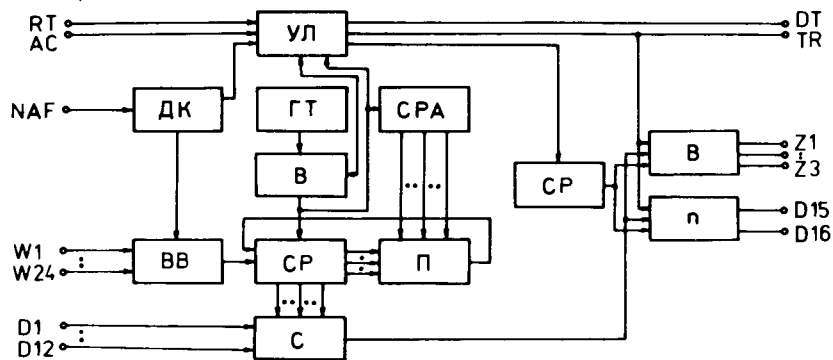 RT
AC
УЛ
DT
TR
NAF
ДК
ГТ
СРА
В
СР
В
Z1
:
Z3
п
D15
D16
W1
:
W24
ВВ
СР
П
D1
:
D12
С